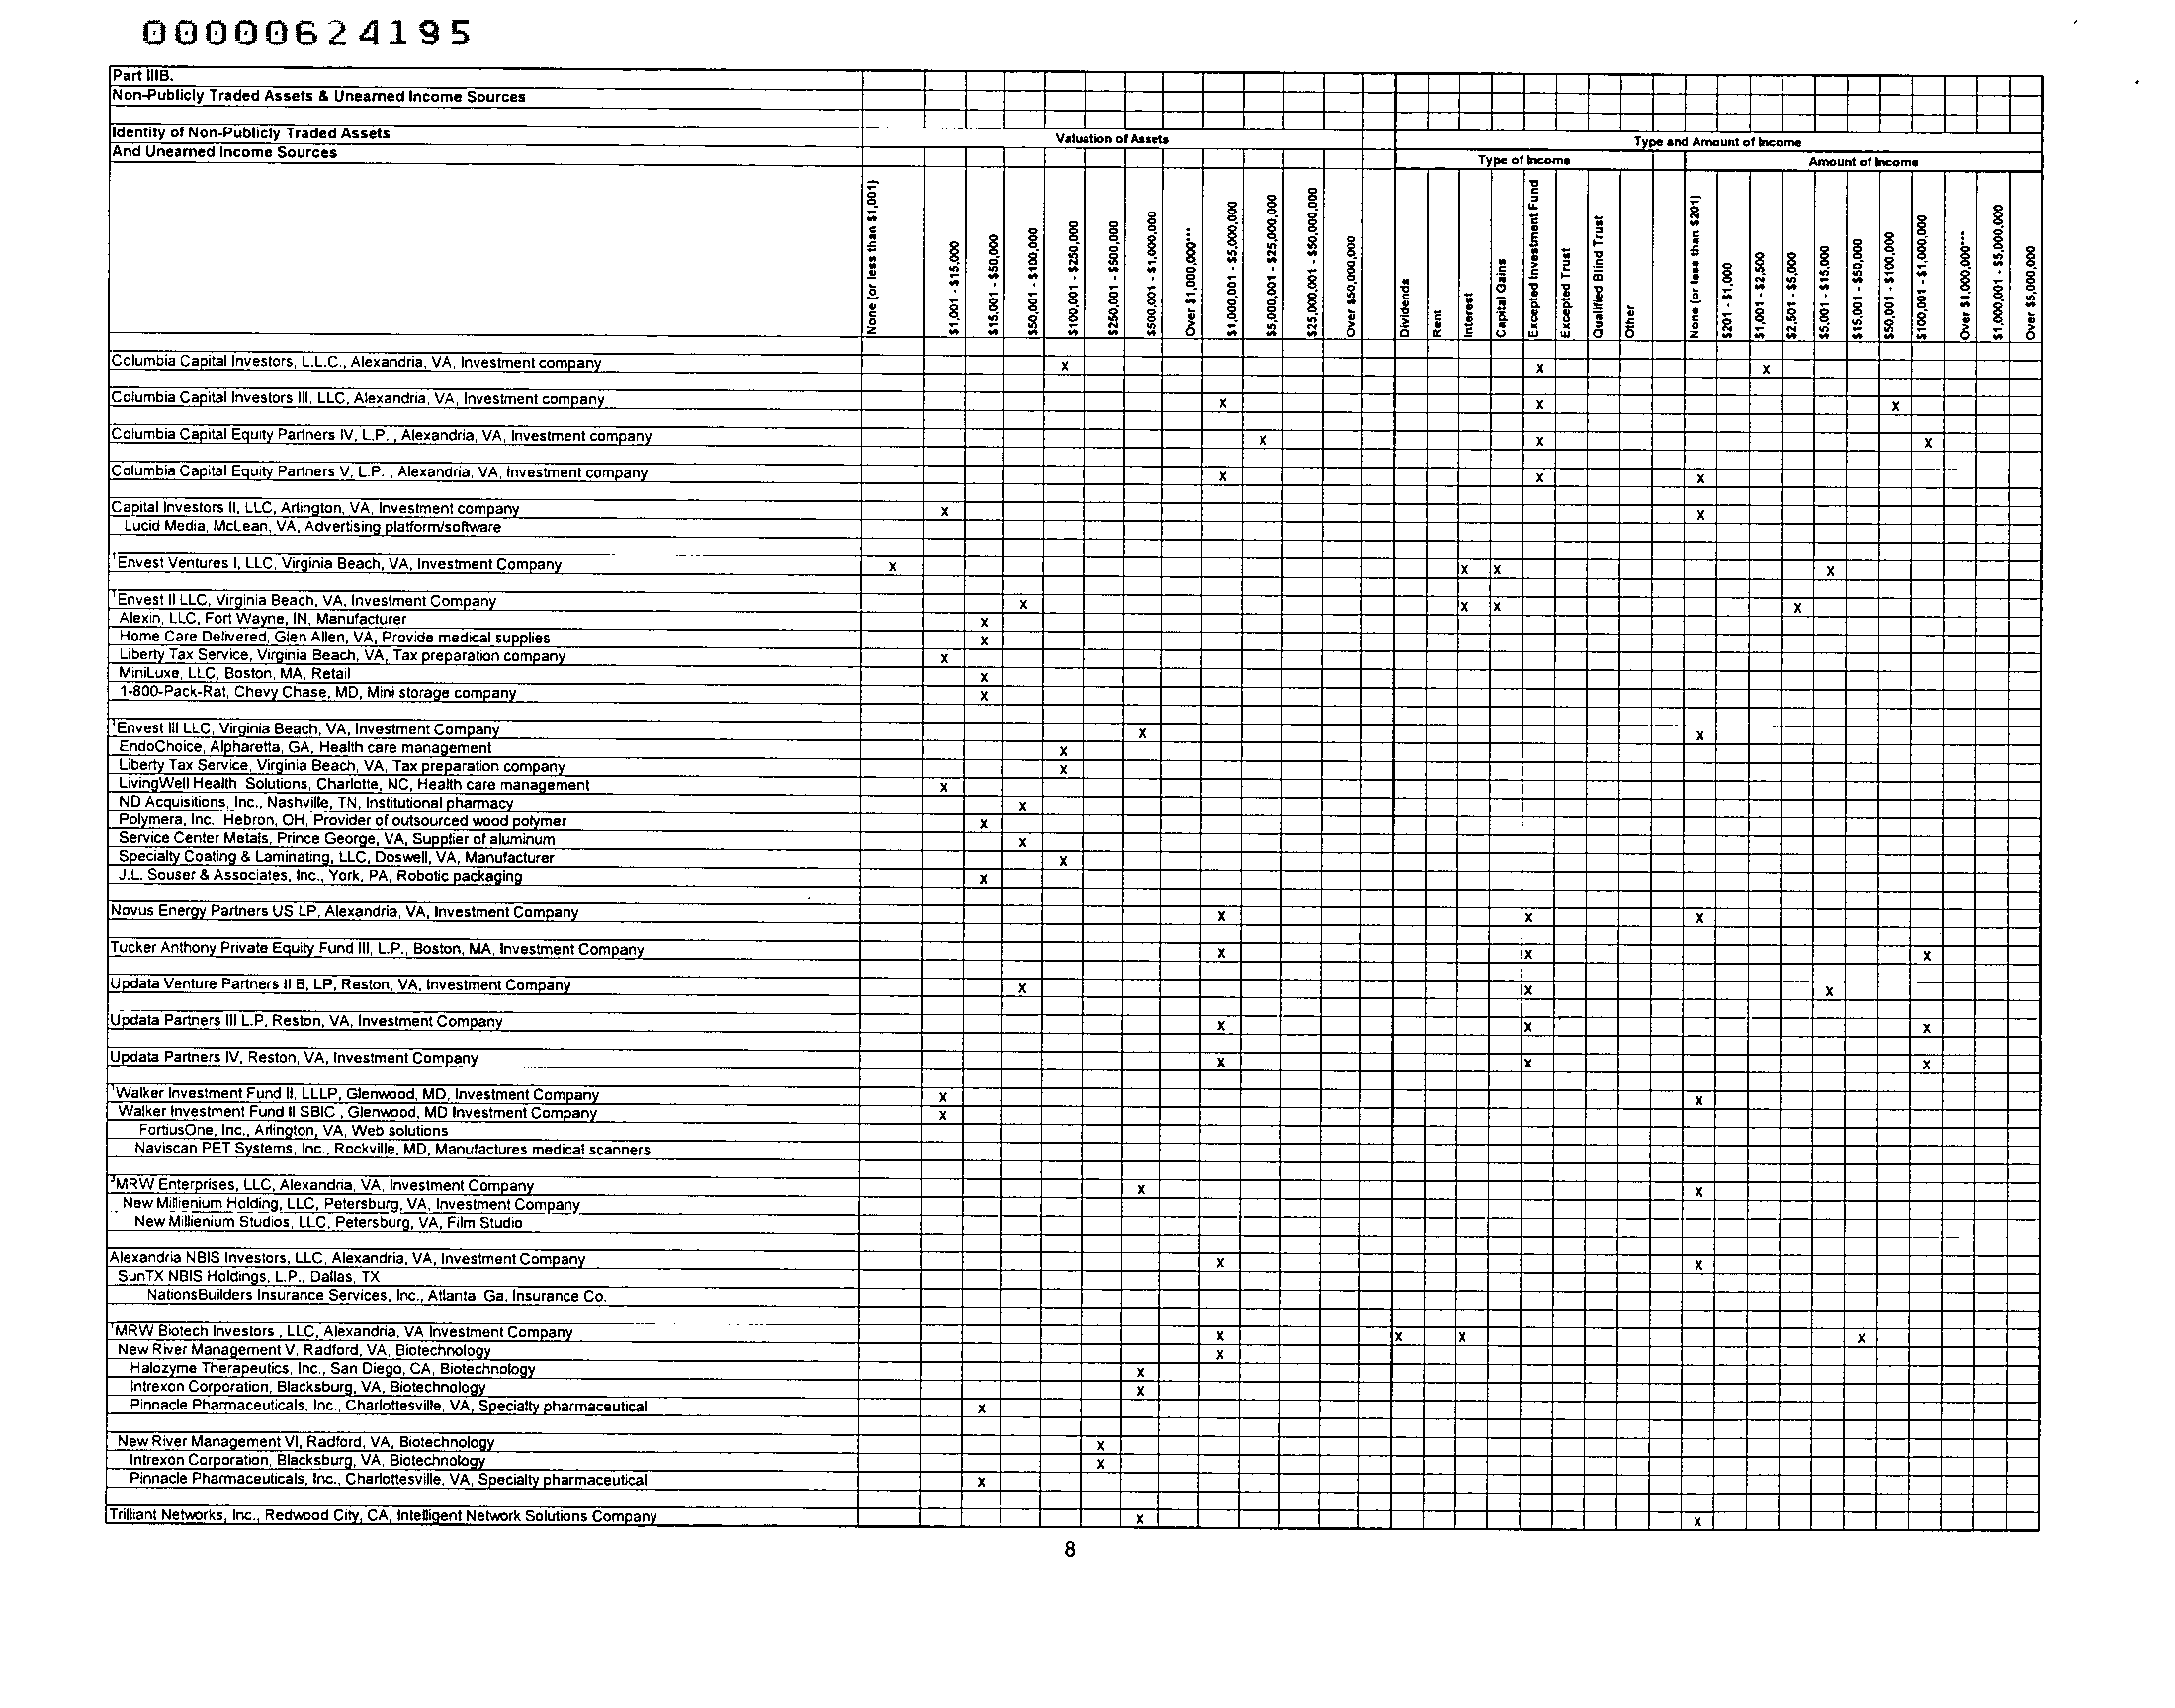 00000624195
Part IIIB.
Non-Publicly Traded Assets & Unearned Income Sources
Identity of Non-Publicly Traded Assets
Valuation of Assets
Type and Amount of Income
And Unearned Income Sources
Type of Income
Amount of Income
None (or less than $1,001)
$1,001 - $15,000
$15,001 - $50,000
$50,001 - $100,000
$100,001 - $250,000
$250,001 - $500,000
$500,001 - $1,000,000
Over $1,000,000***
$1,000,001 - $5,000,000
$5,000,001 - $25,000,000
$25,000,001 - $50,000,000
Over $50,000,000
Dividends
Rent
Interest
Capital Gains
Excepted Investment Fund
Excepted Trust
Qualified Blind Trust
Other
None (or less than $201)
$201 - $1,000
$1,001 - $2,500
$2,501 - $5,000
$5,001 - $15,000
$15,001 - $50,000
$50,001 - $100,000
$100,001 - $1,000,000
Over $1,000,000***
$1,000,001 - $5,000,000
Over $5,000,000
Columbia Capital Investors, L.L.C., Alexandria, VA, Investment company x x x
Columbia Capital Investors III, LLC, Alexandria, VA, Investment company x x x
Columbia Capital Equity Partners IV, L.P. , Alexandria, VA, Investment company x x x
Columbia Capital Equity Partners V, L.P. , Alexandria, VA, Investment company x x x
Capital Investors II, LLC, Arlington, VA, Investment company x x
Lucid Media, McLean, VA, Advertising platform/software
¹Envest Ventures I, LLC, Virginia Beach, VA, Investment Company x x x x
¹Envest II LLC, Virginia Beach, VA, Investment Company x x x x
Alexin, LLC, Fort Wayne, IN, Manufacturer x
Home Care Delivered, Glen Allen, VA, Provide medical supplies x
Liberty Tax Service, Virginia Beach, VA, Tax preparation company x
MiniLuxe, LLC, Boston, MA, Retail x
1-800-Pack-Rat, Chevy Chase, MD, Mini storage company x
¹Envest III LLC, Virginia Beach, VA, Investment Company x x
EndoChoice, Alpharetta, GA, Health care management x
Liberty Tax Service, Virginia Beach, VA, Tax preparation company x
LivingWell Health Solutions, Charlotte, NC, Health care management x
ND Acquisitions, Inc., Nashville, TN, Institutional pharmacy x
Polymera, Inc., Hebron, OH, Provider of outsourced wood polymer x
Service Center Metals, Prince George, VA, Supplier of aluminum x
Specialty Coating & Laminating, LLC, Doswell, VA, Manufacturer x
J.L. Souser & Associates, Inc., York, PA, Robotic packaging x
Novus Energy Partners US LP, Alexandria, VA, Investment Company x x x
Tucker Anthony Private Equity Fund III, L.P., Boston, MA, Investment Company x x x
Updata Venture Partners II B, LP, Reston, VA, Investment Company x x x
Updata Partners III L.P, Reston, VA, Investment Company x x x
Updata Partners IV, Reston, VA, Investment Company x x x
¹Walker Investment Fund II, LLLP, Glenwood, MD, Investment Company x x
Walker Investment Fund II SBIC , Glenwood, MD Investment Company x
FortiusOne, Inc., Arlington, VA, Web solutions
Naviscan PET Systems, Inc., Rockville, MD, Manufactures medical scanners
MRW Enterprises, LLC, Alexandria, VA, Investment Company x x
New Millienium Holding, LLC, Petersburg, VA, Investment Company
New Millienium Studios, LLC, Petersburg, VA, Film Studio
Alexandria NBIS Investors, LLC, Alexandria, VA, Investment Company x x
SunTX NBIS Holdings, L.P., Dallas, TX
NationsBuilders Insurance Services, Inc., Atlanta, Ga, Insurance Co.
¹MRW Biotech Investors , LLC, Alexandria, VA Investment Company x x x x
New River Management V, Radford, VA, Biotechnology x
Halozyme Therapeutics, Inc., San Diego, CA, Biotechnology x
Intrexon Corporation, Blacksburg, VA, Biotechnology x
Pinnacle Pharmaceuticals, Inc., Charlottesville, VA, Specialty pharmaceutical x
New River Management VI, Radford, VA, Biotechnology x
Intrexon Corporation, Blacksburg, VA, Biotechnology x
Pinnacle Pharmaceuticals, Inc., Charlottesville, VA, Specialty pharmaceutical x
Trilliant Networks, Inc., Redwood City, CA, Intelligent Network Solutions Company x x
8